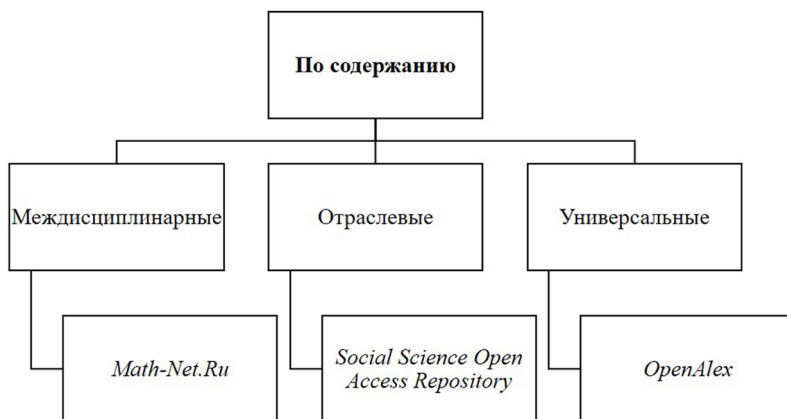 По содержанию
Междисциплинарные
Отраслевые
Универсальные
Math-Net.Ru
Social Science Open
Access Repository
OpenAlex